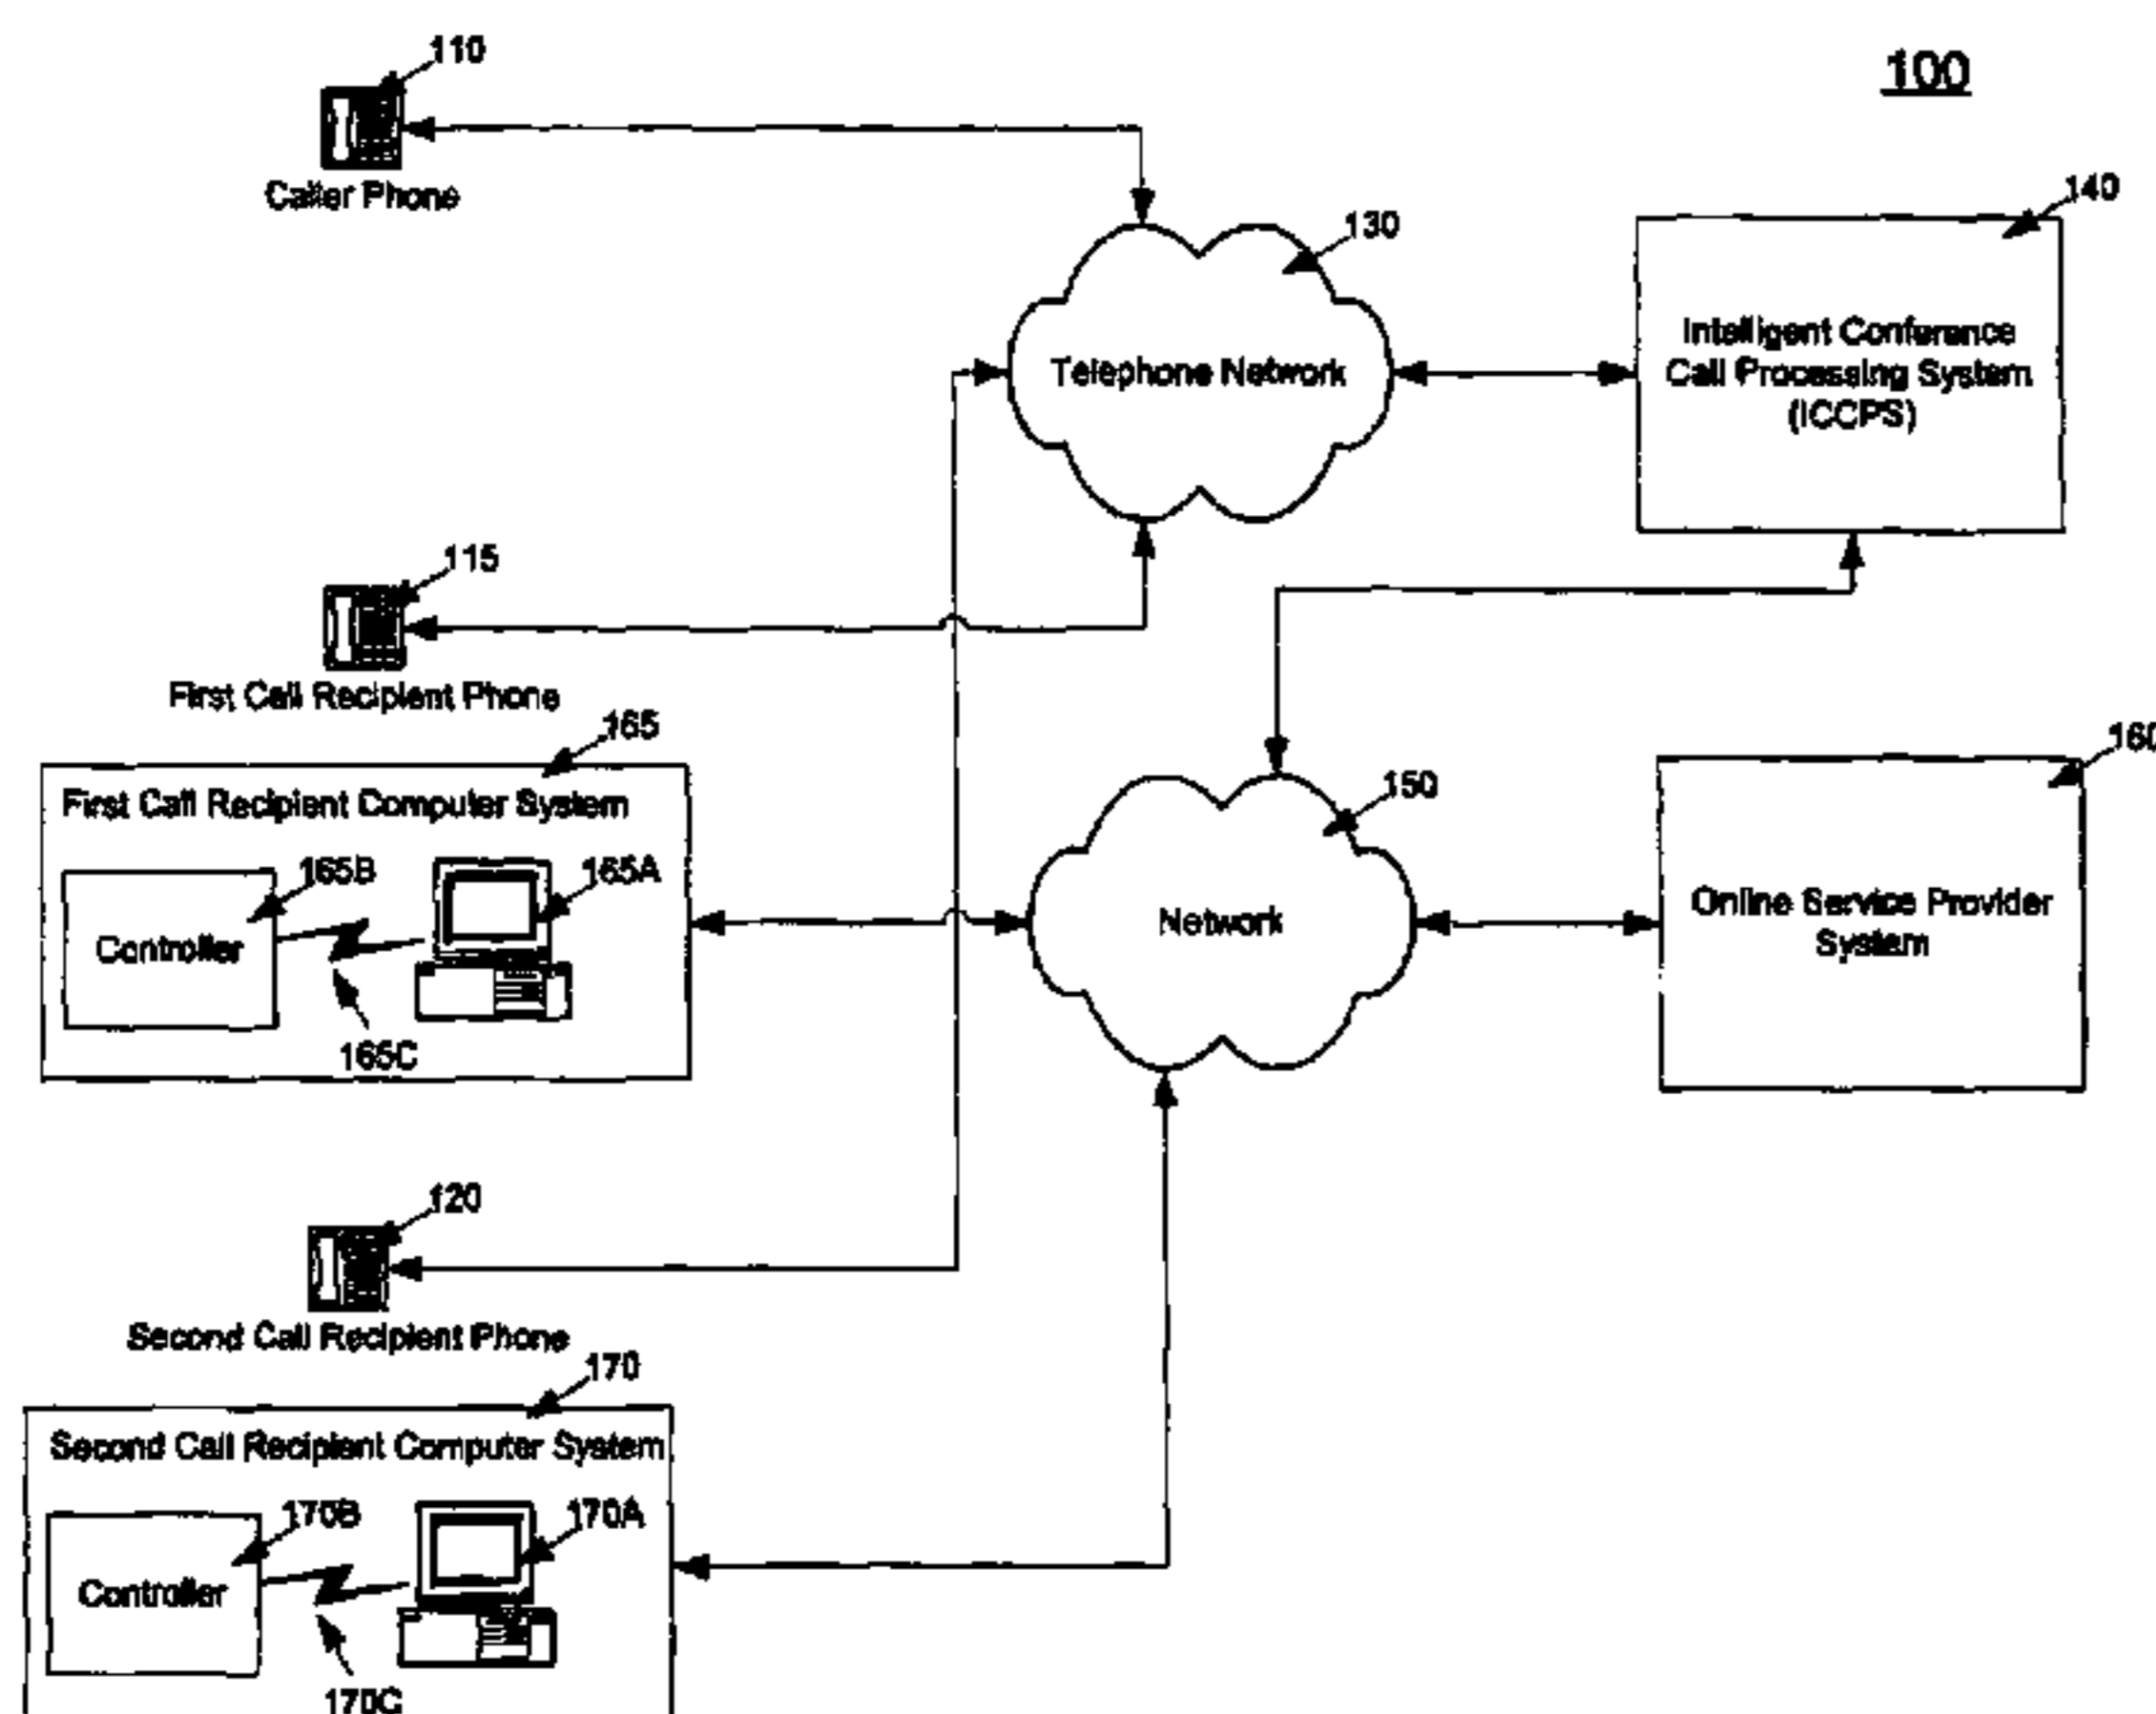 100
110
Caller Phone
130
140
Telephone Network
Intelligent Conference
Call Processing System
(ICCPS)
115
First Call Recipient Phone
165
First Call Recipient Computer System
165B
165A
Controller
165C
150
Network
160
Online Service Provider
System
120
Second Call Recipient Phone
170
Second Call Recipient Computer System
170B
170A
Controller
170C